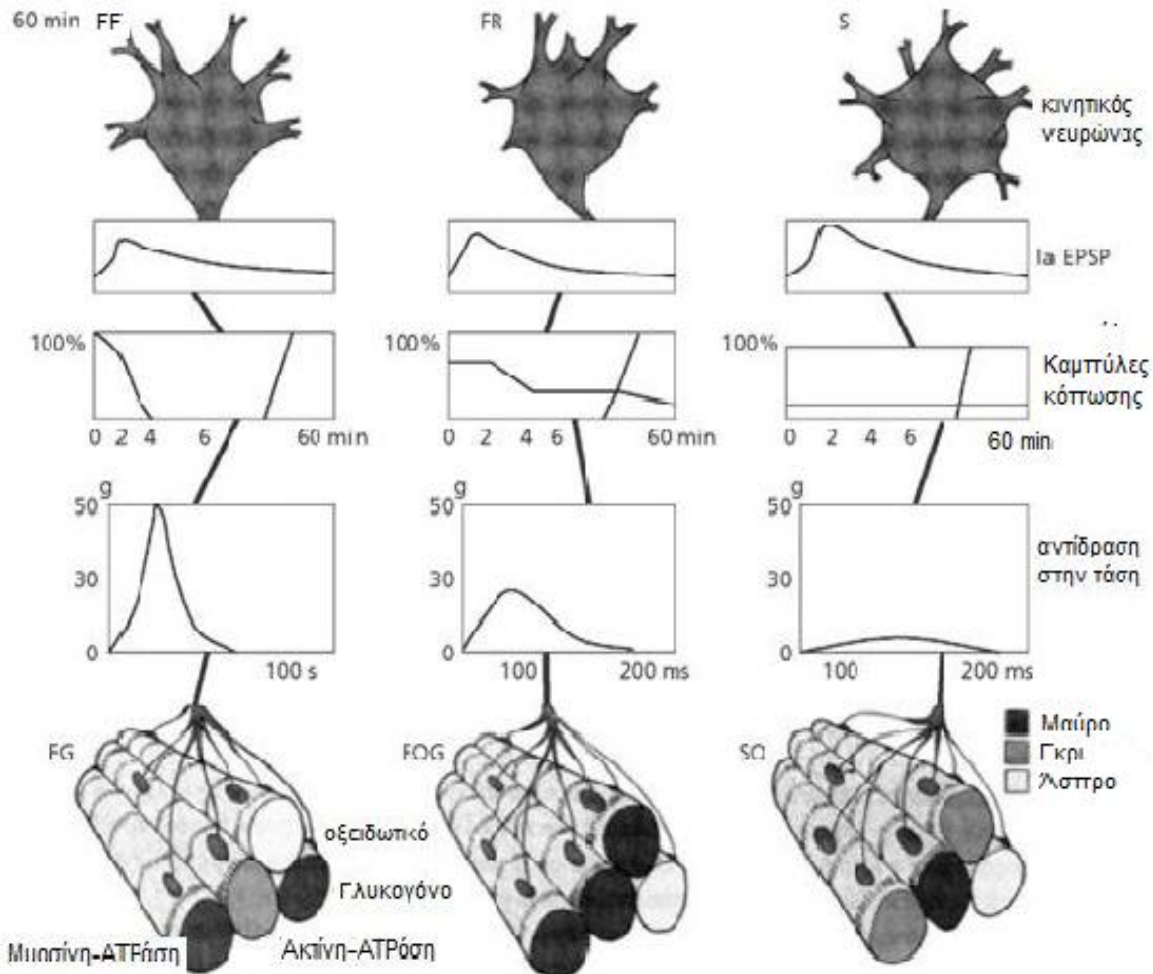 60 min FF FR S
κινητικός
νευρώνας
Ia EPSP
100% 100% 100%
Καμπύλες
κόπωσης
0 2 4 6 60 min 0 2 4 6 60 min 0 2 4 6 60 min
g g g
50 50 50
αντίδραση
στην τάση
30 30 30
0 0 0
100 s 100 200 ms 100 200 ms
FG FOG SO
Μαύρο
Γκρι
Άσπρο
οξειδωτικό
Γλυκογόνο
Μυοσίνη-ATPάση Ακτίνη-ATPάση